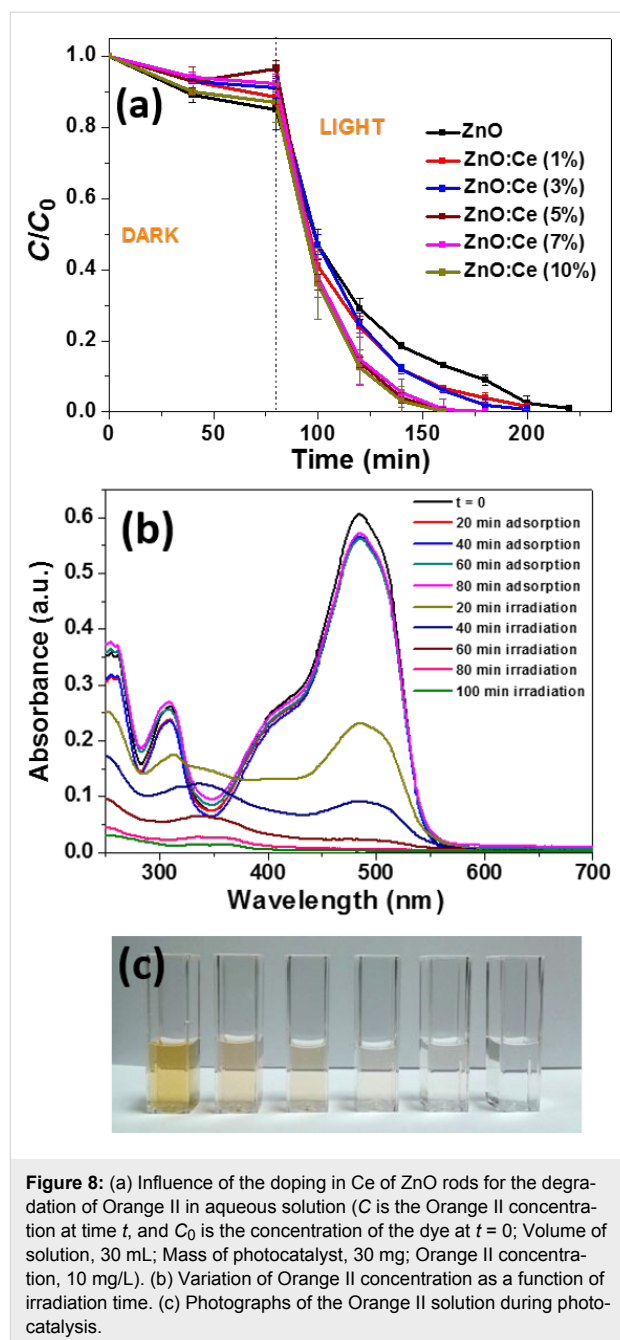 (a)
DARK
LIGHT
ZnO
ZnO:Ce (1%)
ZnO:Ce (3%)
ZnO:Ce (5%)
ZnO:Ce (7%)
ZnO:Ce (10%)
C/C0
1.0
0.8
0.6
0.4
0.2
0.0
0 50 100 150 200
Time (min)
(b)
t = 0
20 min adsorption
40 min adsorption
60 min adsorption
80 min adsorption
20 min irradiation
40 min irradiation
60 min irradiation
80 min irradiation
100 min irradiation
Absorbance (a.u.)
0.6
0.5
0.4
0.3
0.2
0.1
0.0
300 400 500 600 700
Wavelength (nm)
(c)
Figure 8: (a) Influence of the doping in Ce of ZnO rods for the degra-
dation of Orange II in aqueous solution (C is the Orange II concentra-
tion at time t, and C0 is the concentration of the dye at t = 0; Volume of
solution, 30 mL; Mass of photocatalyst, 30 mg; Orange II concentra-
tion, 10 mg/L). (b) Variation of Orange II concentration as a function of
irradiation time. (c) Photographs of the Orange II solution during photo-
catalysis.